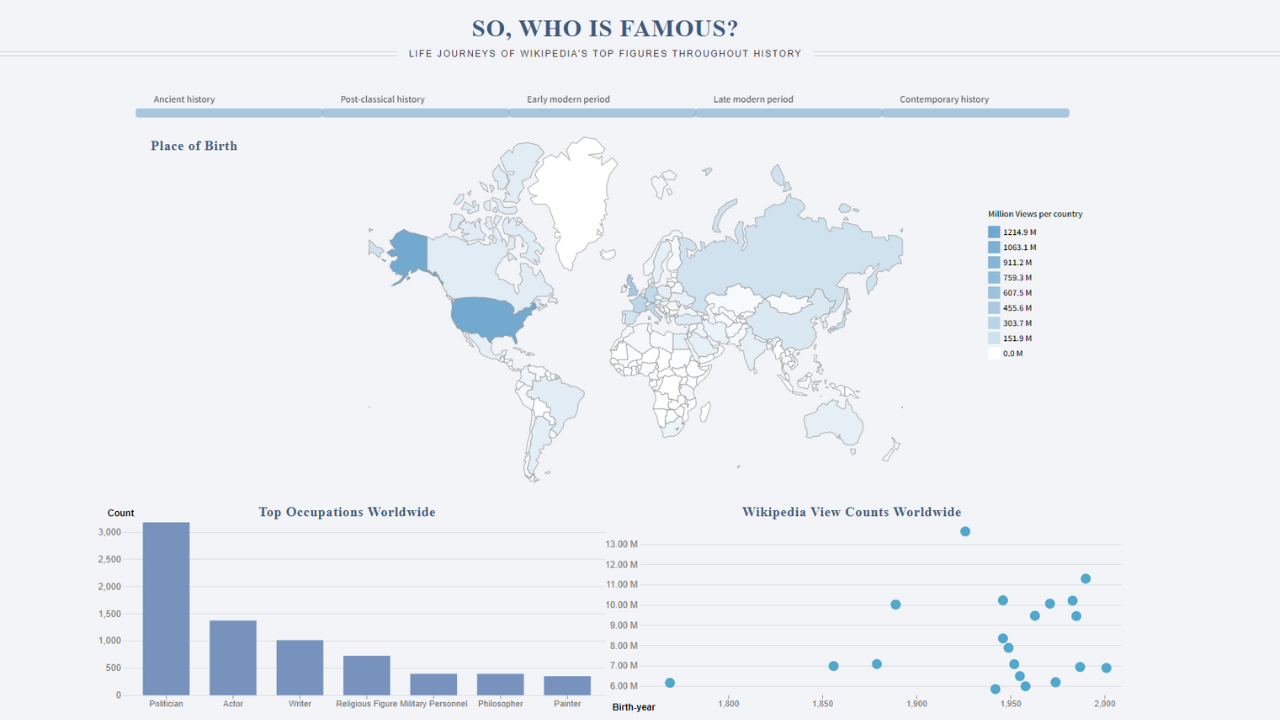 SO, WHO IS FAMOUS?
LIFE JOURNEYS OF WIKIPEDIA'S TOP FIGURES THROUGHOUT HISTORY
Ancient history
Post-classical history
Early modern period
Late modern period
Contemporary history
Place of Birth
Million Views per country
1214.9 M
1063.1 M
911.2 M
759.3 M
607.5 M
455.6 M
303.7 M
151.9 M
0.0 M
Top Occupations Worldwide
Count
3,000
2,500
2,000
1,500
1,000
500
0
Politician
Actor
Writer
Religious Figure
Military Personnel
Philosopher
Painter
Wikipedia View Counts Worldwide
13.00 M
12.00 M
11.00 M
10.00 M
9.00 M
8.00 M
7.00 M
6.00 M
Birth-year
1,800
1,850
1,900
1,950
2,000